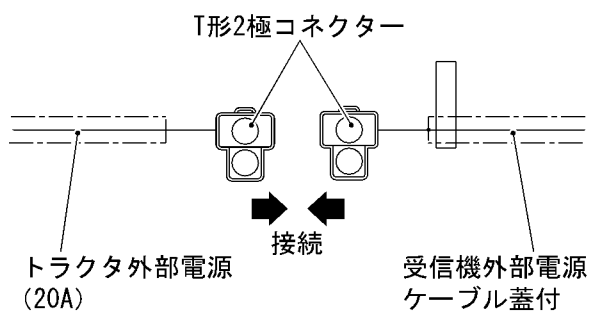 T形2極コネクター
接続
トラクタ外部電源
(20A)
受信機外部電源
ケーブル蓋付